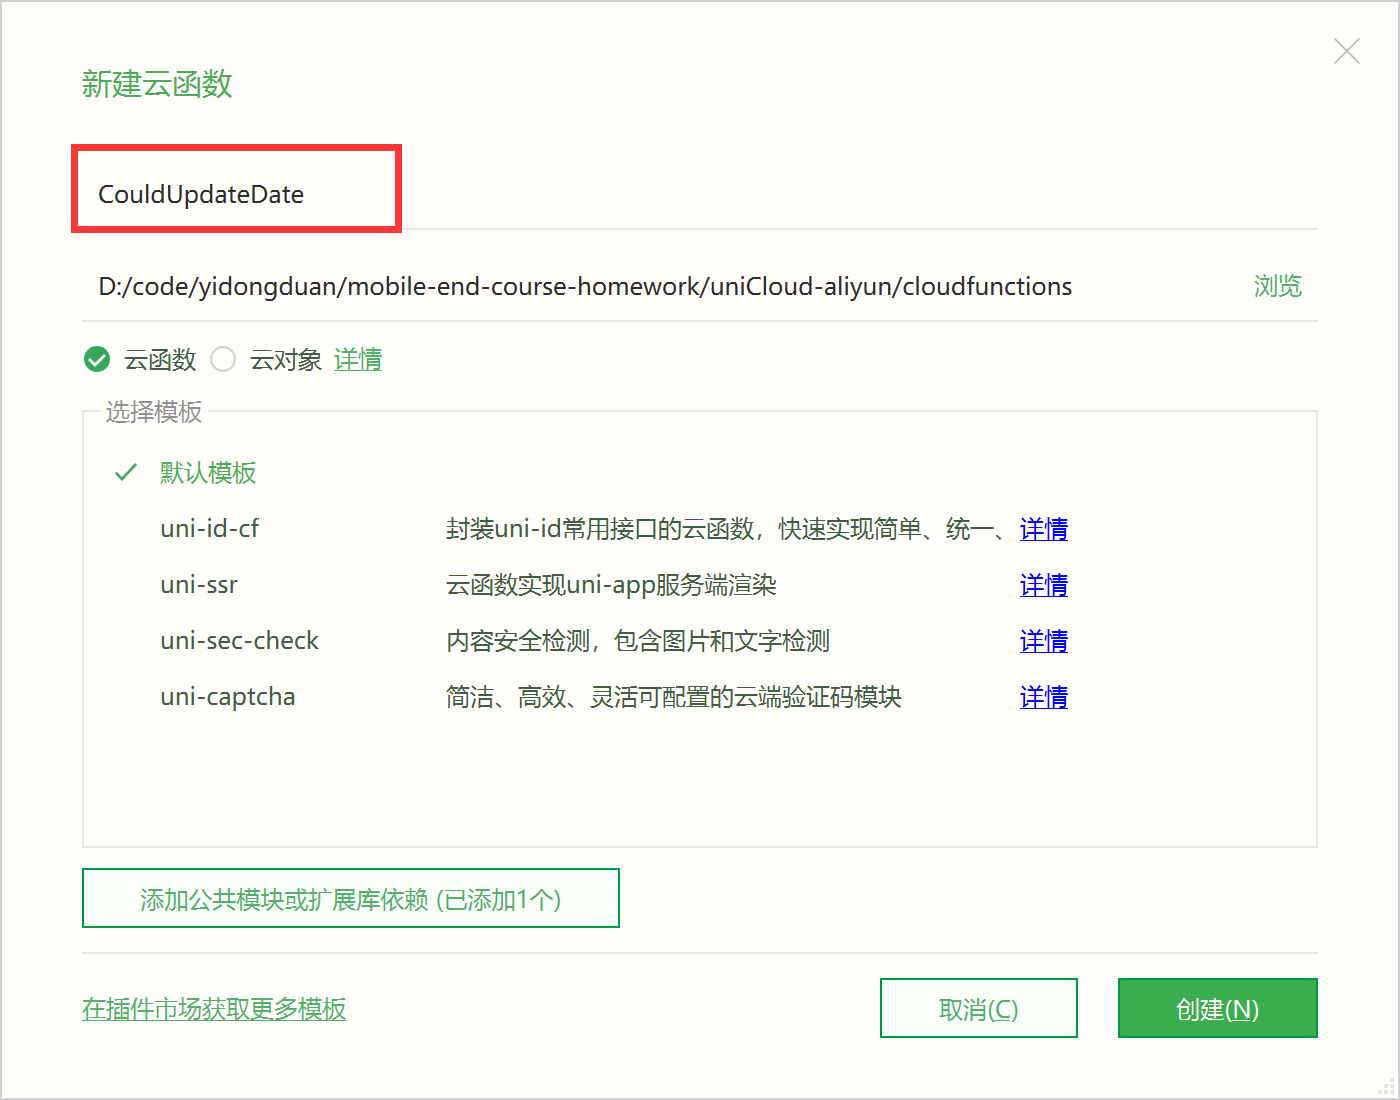 新建云函数
CouldUpdateDate
D:/code/yidongduan/mobile-end-course-homework/uniCloud-aliyun/cloudfunctions 浏览
云函数 云对象 详情
选择模板
默认模板
uni-id-cf 封装uni-id常用接口的云函数，快速实现简单、统一、 详情
uni-ssr 云函数实现uni-app服务端渲染 详情
uni-sec-check 内容安全检测，包含图片和文字检测 详情
uni-captcha 简洁、高效、灵活可配置的云端验证码模块 详情
添加公共模块或扩展库依赖 (已添加1个)
在插件市场获取更多模板 取消(C) 创建(N)